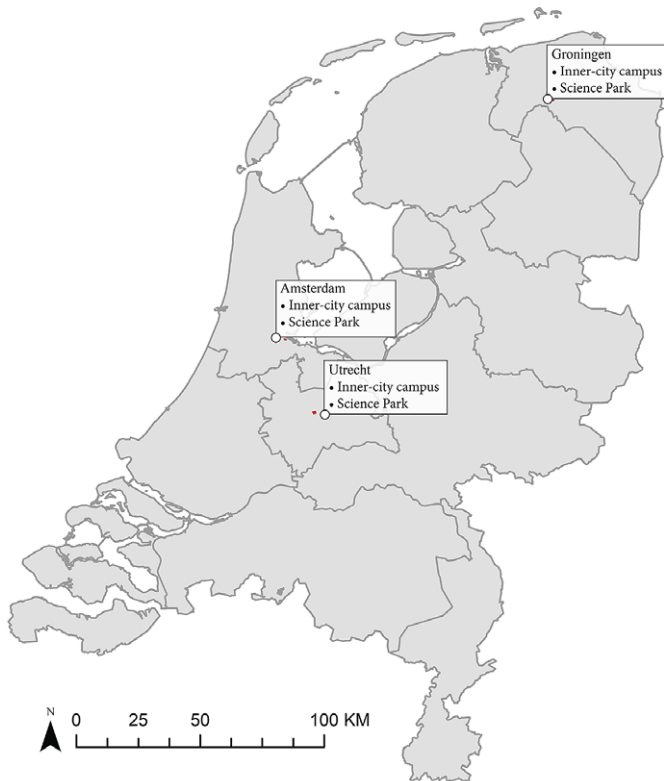 Groningen
• Inner-city campus
• Science Park
Amsterdam
• Inner-city campus
• Science Park
Utrecht
• Inner-city campus
• Science Park
N
0 25 50 100 KM